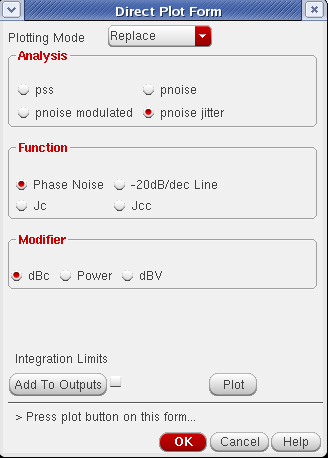 Direct Plot Form
Plotting Mode Replace
Analysis
pss pnoise
pnoise modulated pnoise jitter
Function
Phase Noise -20dB/dec Line
Jc Jcc
Modifier
dBc Power dBV
Integration Limits
Add To Outputs Plot
> Press plot button on this form...
OK Cancel Help